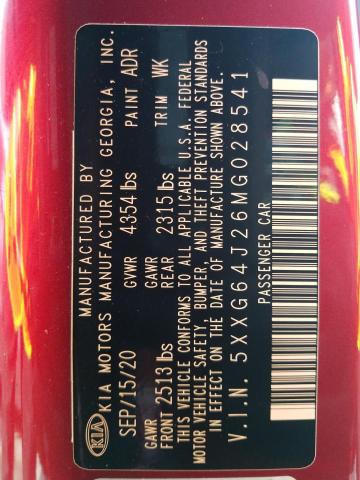 KIA
MANUFACTURED BY
KIA MOTORS MANUFACTURING GEORGIA, INC.
SEP/15/20 GVWR 4354 lbs PAINT ADR
GAWR FRONT 2513 lbs GAWR REAR 2315 lbs TRIM WK
THIS VEHICLE CONFORMS TO ALL APPLICABLE U.S.A. FEDERAL
MOTOR VEHICLE SAFETY, BUMPER, AND THEFT PREVENTION STANDARDS
IN EFFECT ON THE DATE OF MANUFACTURE SHOWN ABOVE.
V.I.N. 5XXG64J26MG028541
PASSENGER CAR